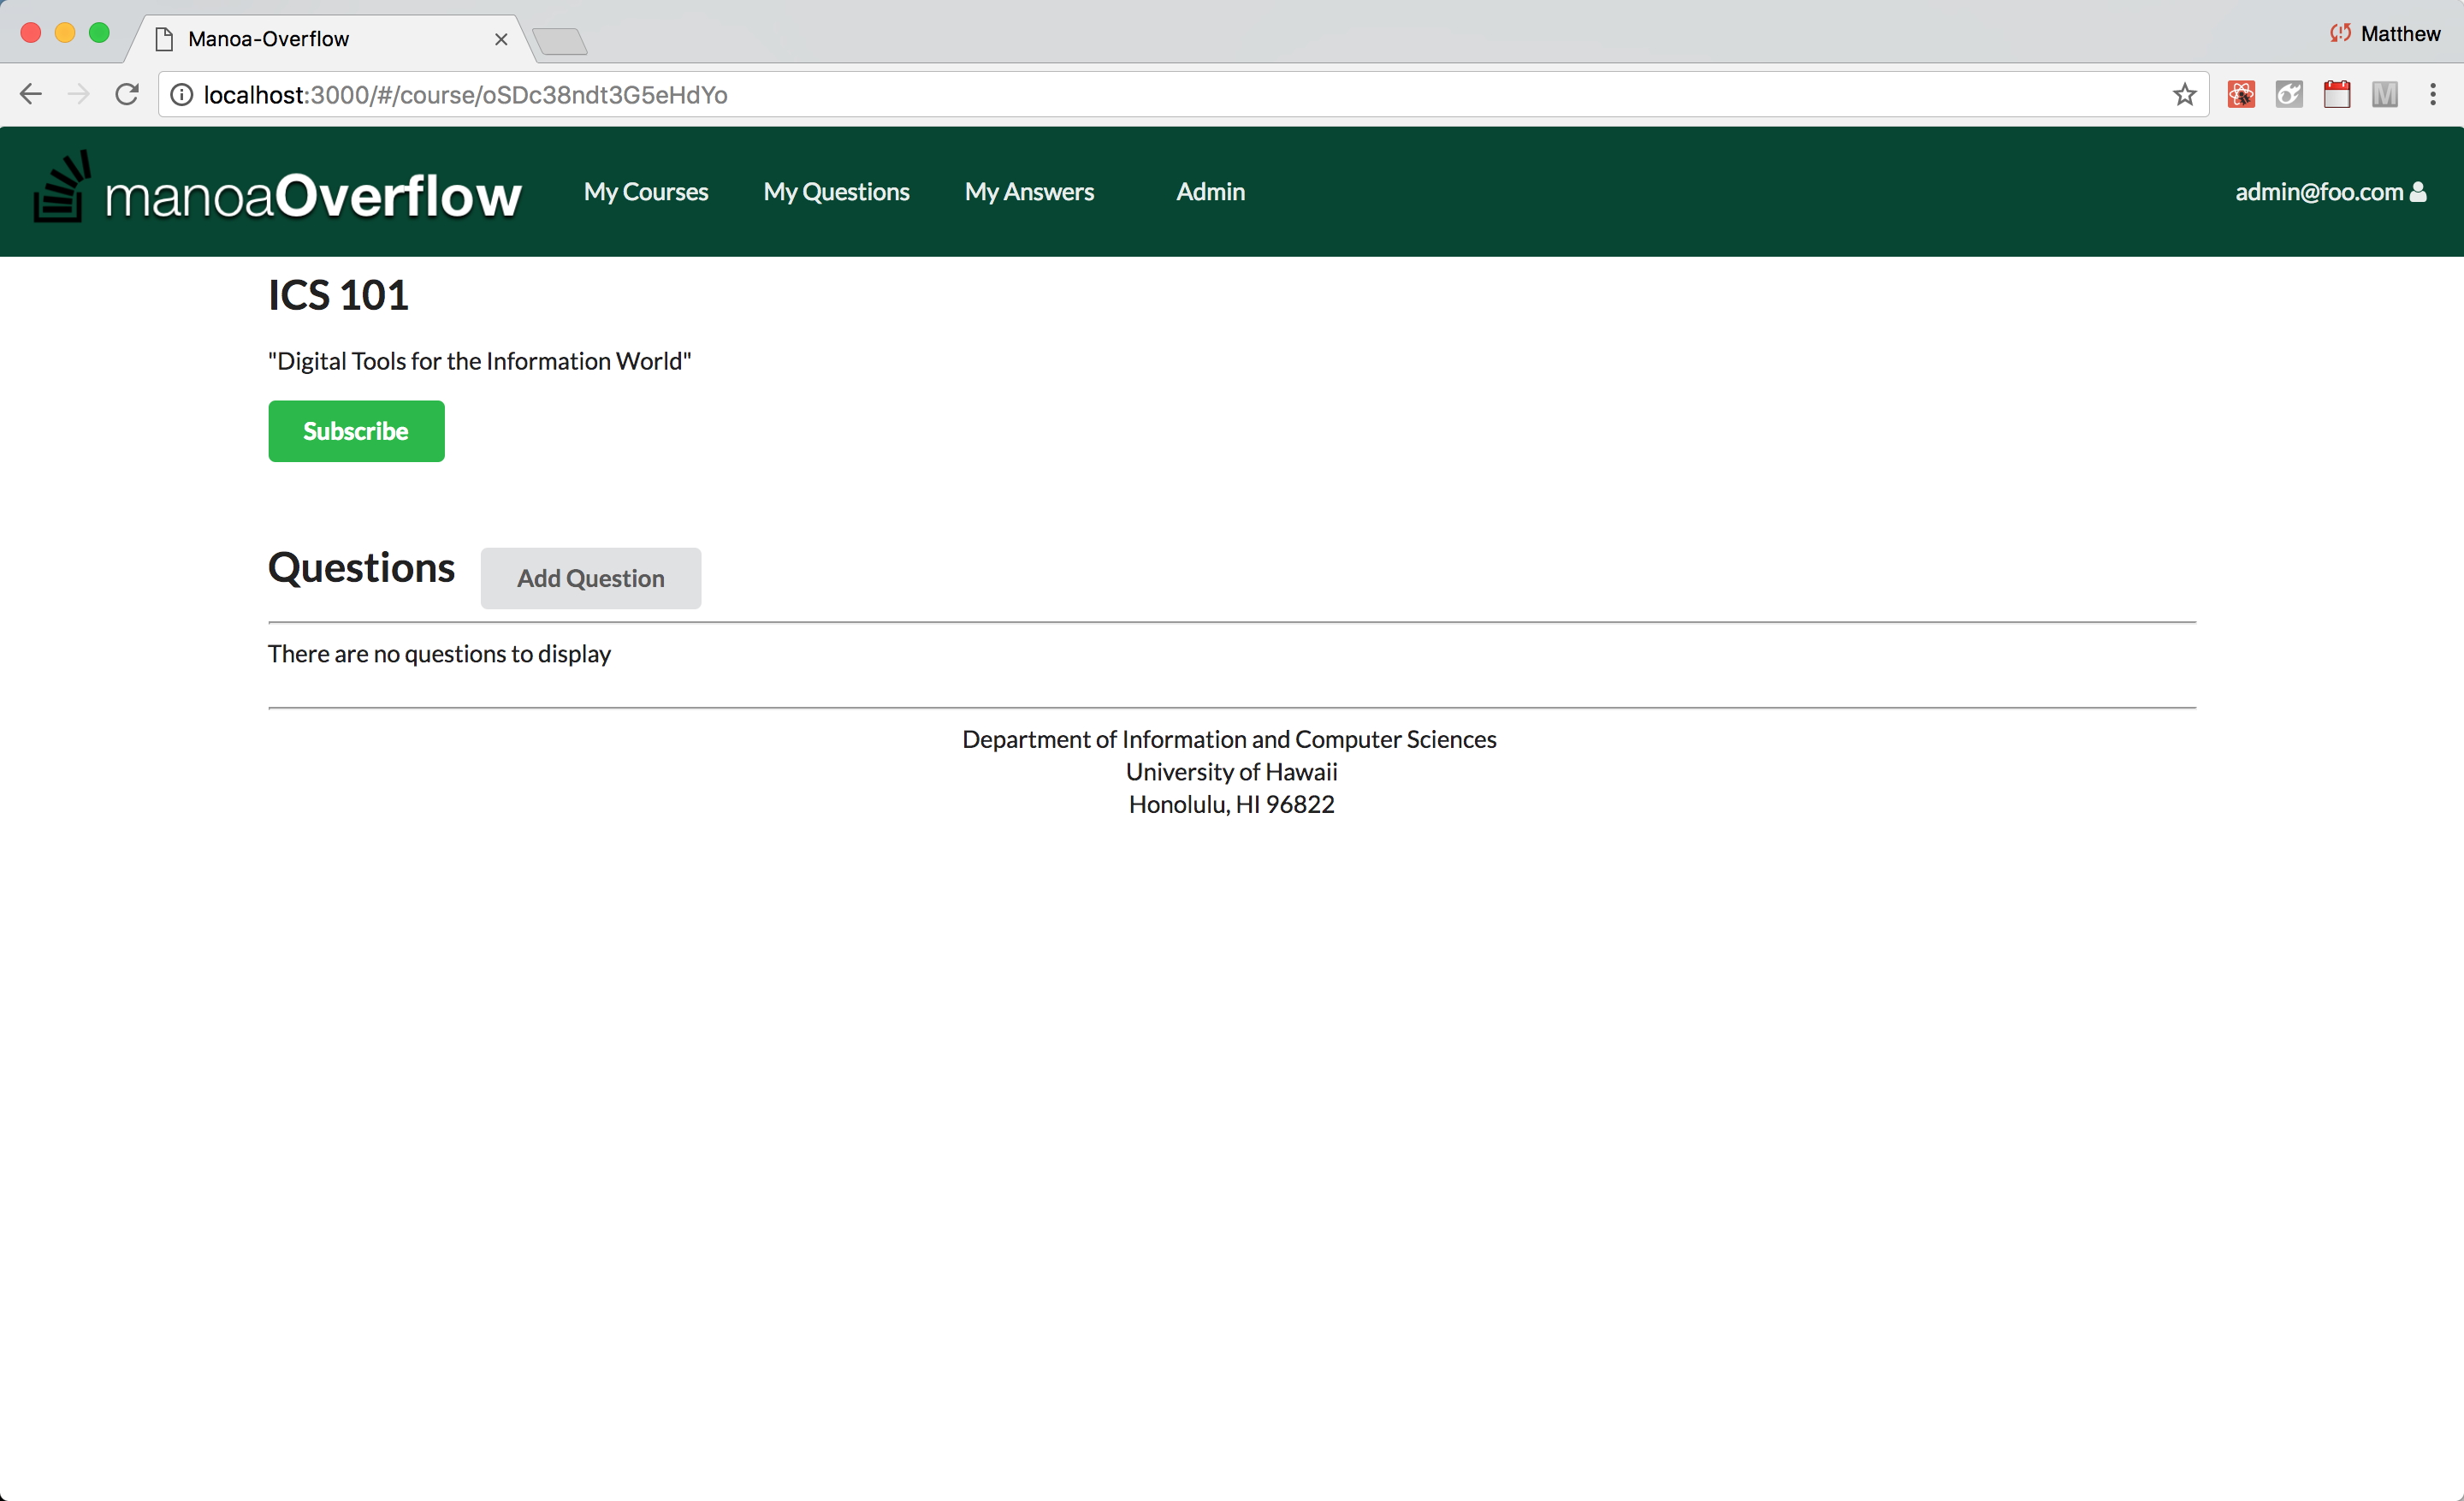 Manoa-Overflow
Matthew
localhost:3000/#/course/oSDc38ndt3G5eHdYo
M
manoaOverflow My Courses My Questions My Answers Admin admin@foo.com
ICS 101
"Digital Tools for the Information World"
Subscribe
Questions Add Question
There are no questions to display
Department of Information and Computer Sciences
University of Hawaii
Honolulu, HI 96822